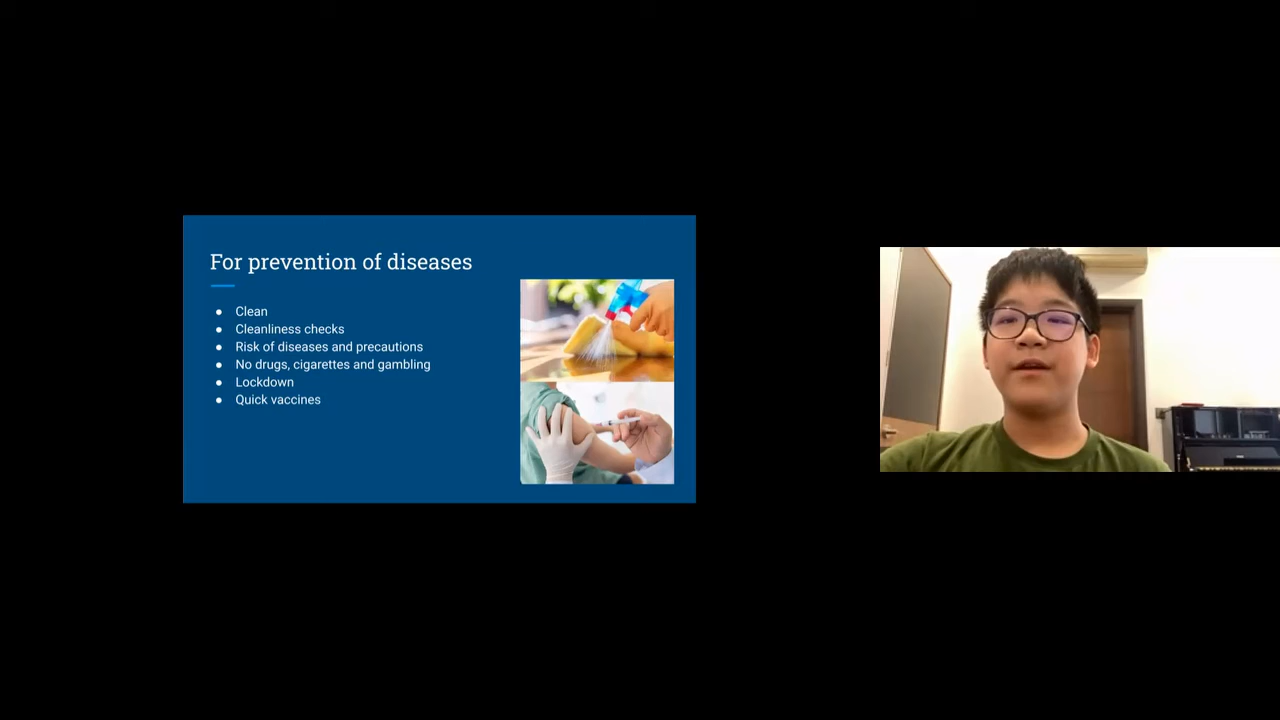 For prevention of diseases
● Clean
● Cleanliness checks
● Risk of diseases and precautions
● No drugs, cigarettes and gambling
● Lockdown
● Quick vaccines